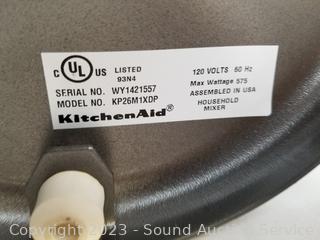 C UL US LISTED 93N4
120 VOLTS 60 Hz
Max Wattage 575
SERIAL NO. WY1421557
ASSEMBLED IN USA
MODEL NO. KP26M1XDP
HOUSEHOLD MIXER
KitchenAid®
Copyright 2023 - Sound Auction Service